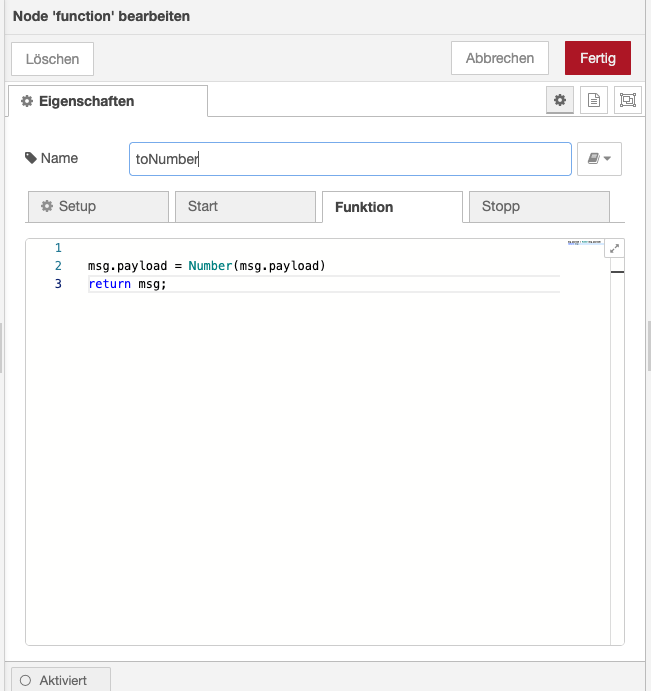 Node 'function' bearbeiten
Löschen
Abbrechen
Fertig
Eigenschaften
Name
toNumber
Setup
Start
Funktion
Stopp
1
2 msg.payload = Number(msg.payload)
3 return msg;
Aktiviert